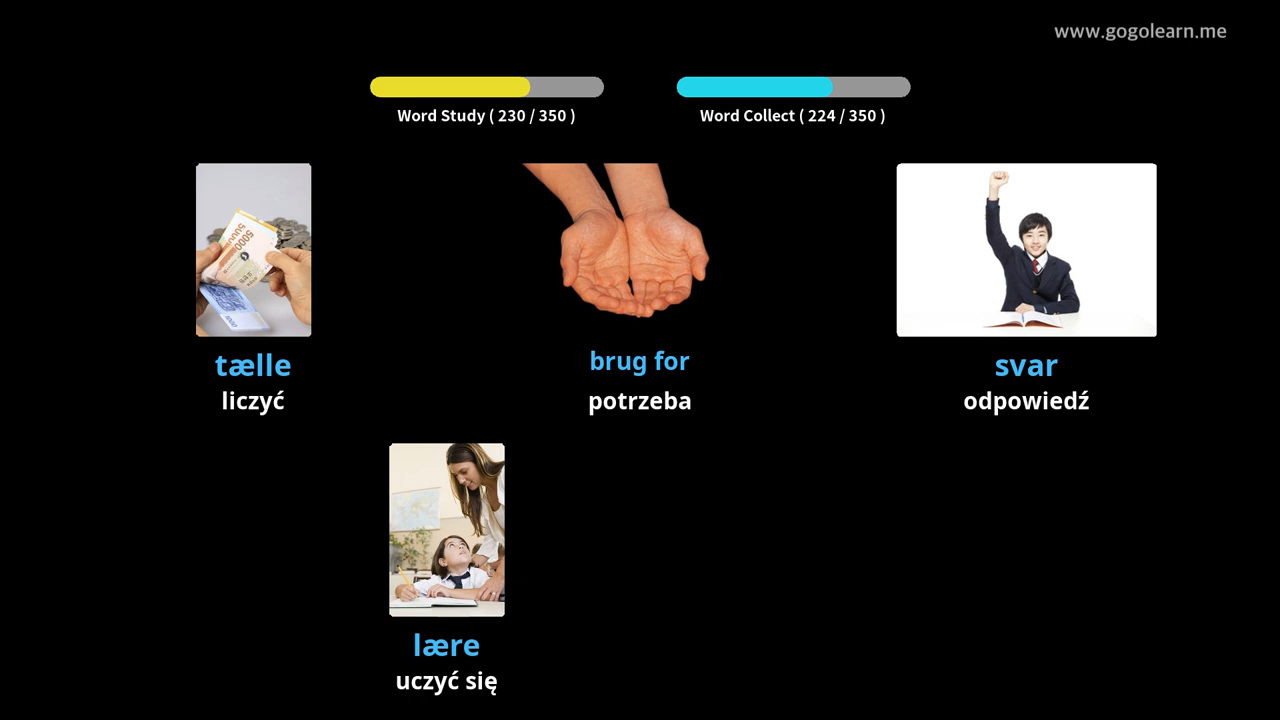 www.gogolearn.me
Word Study ( 230 / 350 )
Word Collect ( 224 / 350 )
tælle
liczyć
brug for
potrzeba
svar
odpowiedź
lære
uczyć się